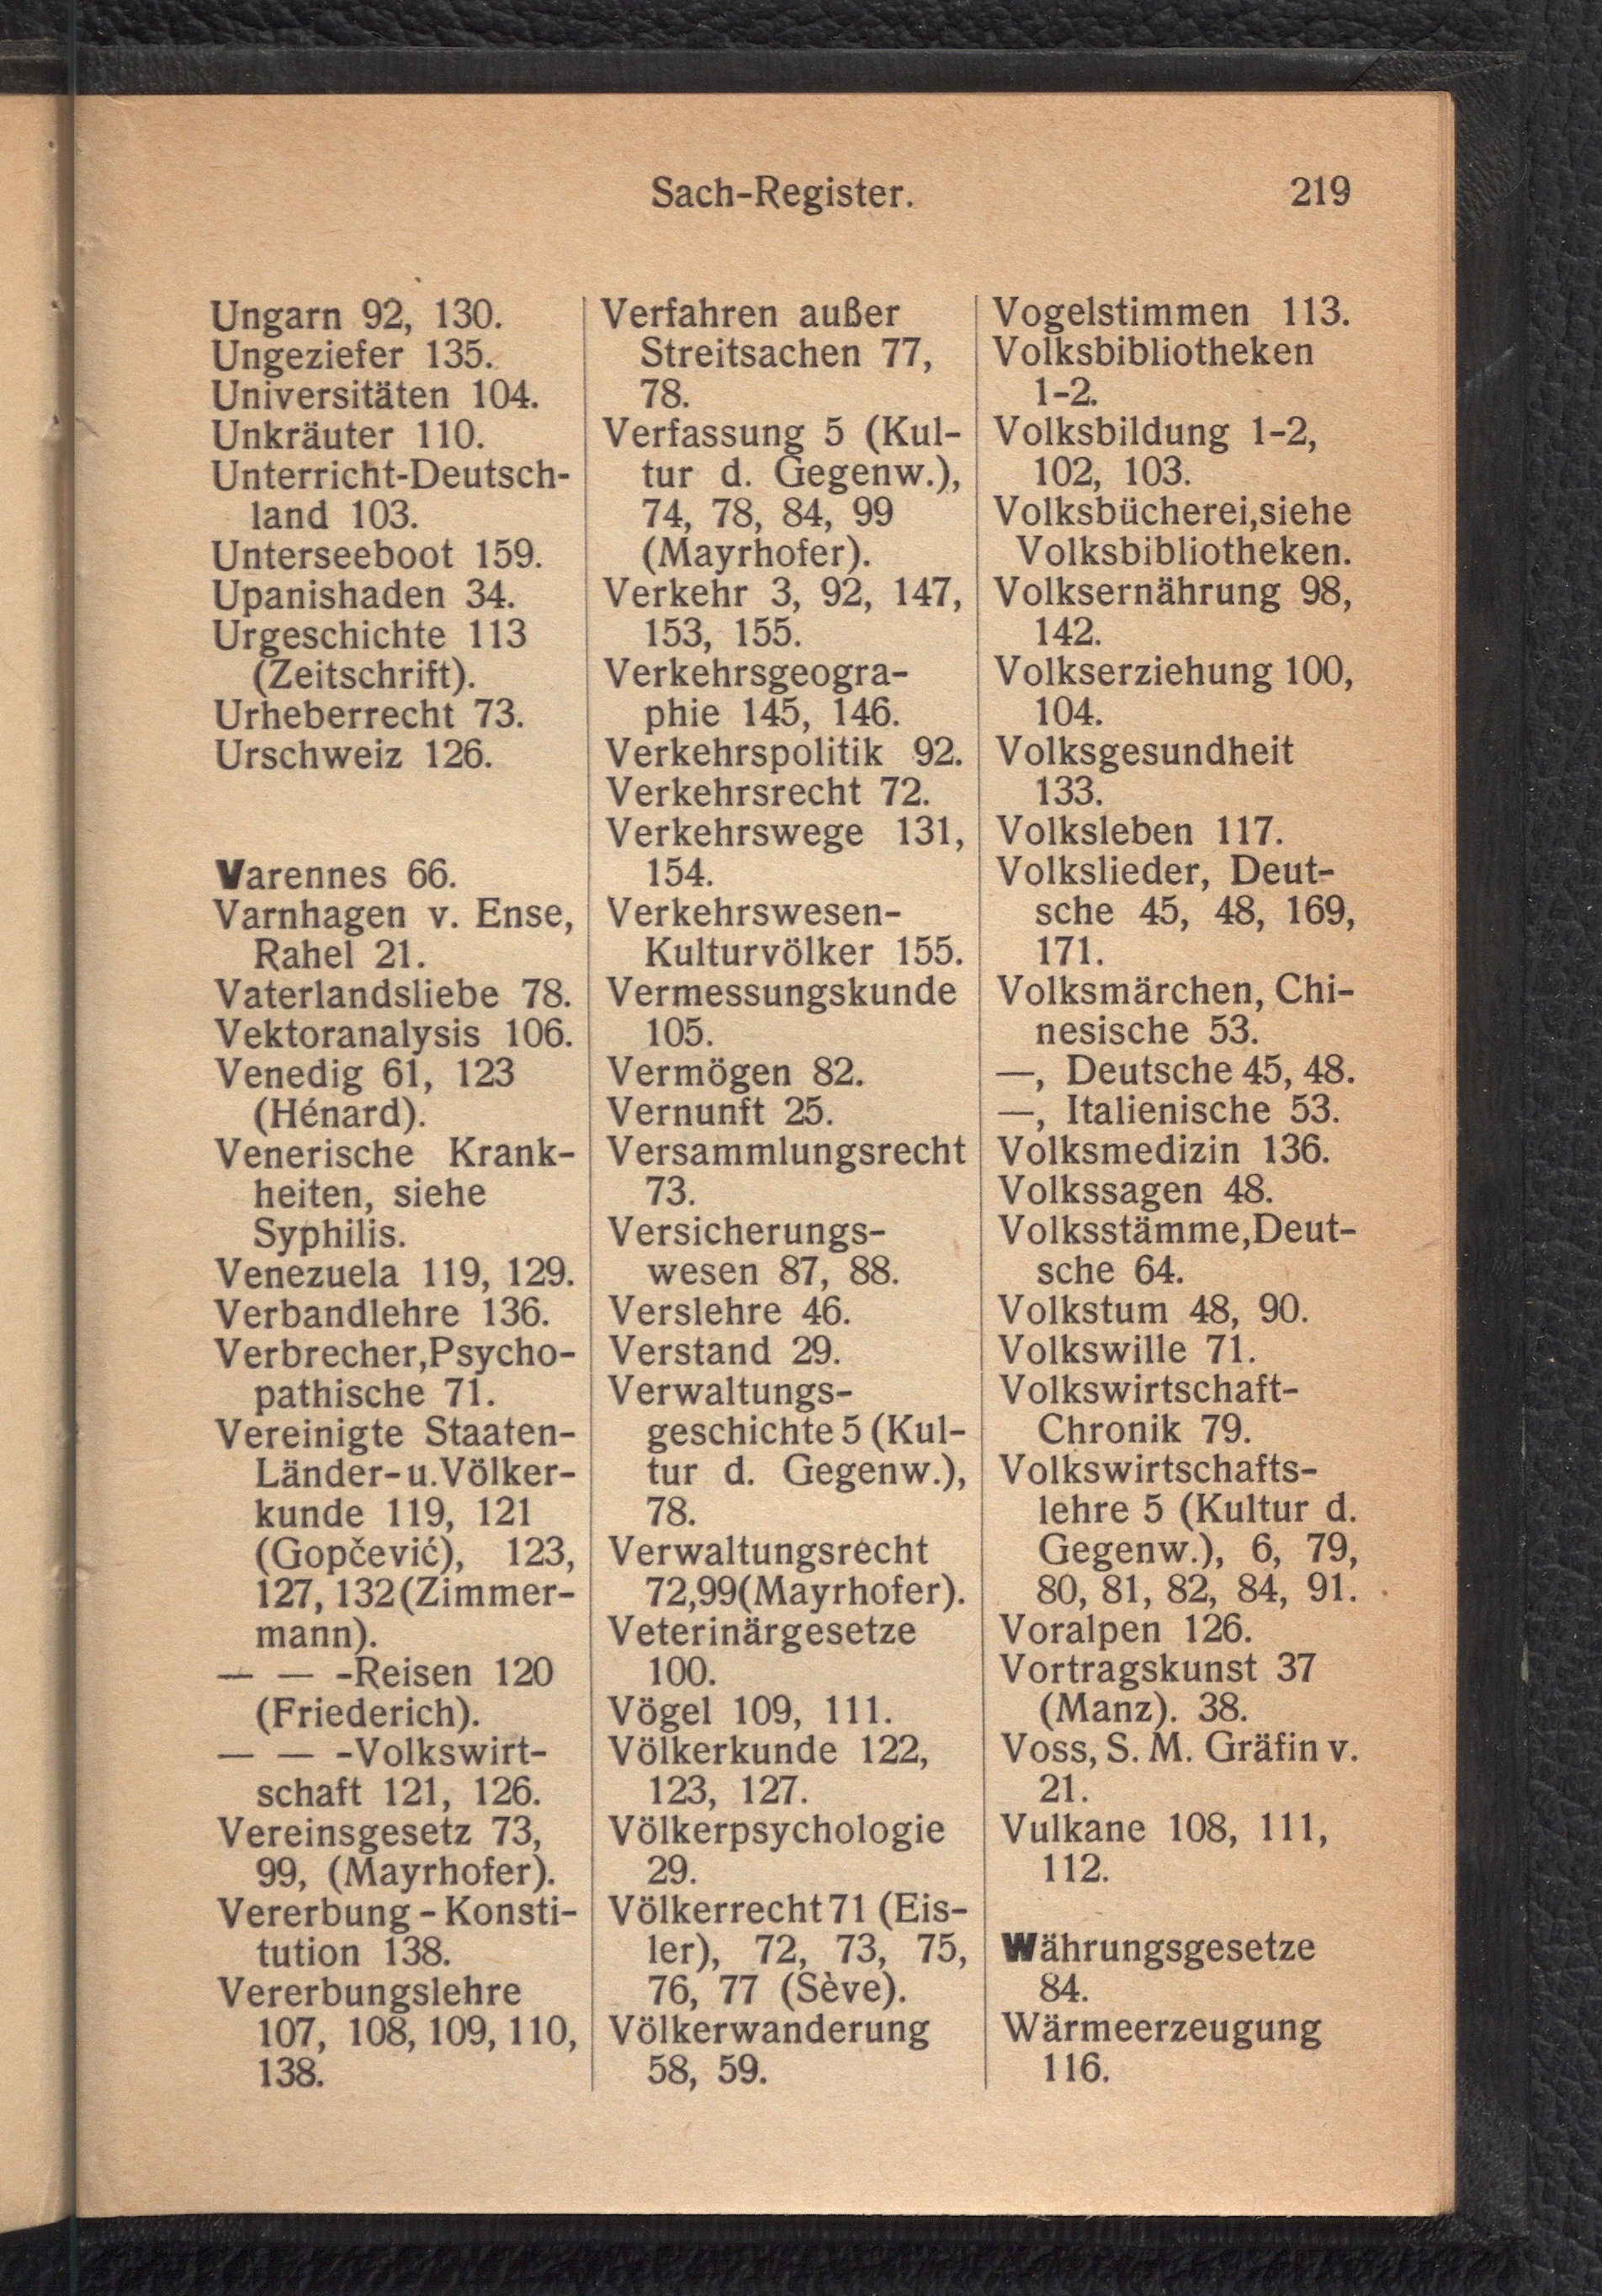 Sach-Register.
219
Ungarn 92, 130.
Ungeziefer 135.
Universitäten 104.
Unkräuter 110.
Unterricht-Deutsch-
land 103.
Unterseeboot 159.
Upanishaden 34.
Urgeschichte 113
(Zeitschrift).
Urheberrecht 73.
Urschweiz 126.
Varennes 66.
Varnhagen v. Ense,
Rahel 21.
Vaterlandsliebe 78.
Vektoranalysis 106.
Venedig 61, 123
(Hénard).
Venerische Krank-
heiten, siehe
Syphilis.
Venezuela 119, 129.
Verbandlehre 136.
Verbrecher,Psycho-
pathische 71.
Vereinigte Staaten-
Länder- u. Völker-
kunde 119, 121
(Gopčević), 123,
127, 132 (Zimmer-
mann).
— — -Reisen 120
(Friederich).
— — -Volkswirt-
schaft 121, 126.
Vereinsgesetz 73,
99, (Mayrhofer).
Vererbung - Konsti-
tution 138.
Vererbungslehre
107, 108, 109, 110,
138.
Verfahren außer
Streitsachen 77,
78.
Verfassung 5 (Kul-
tur d. Gegenw.),
74, 78, 84, 99
(Mayrhofer).
Verkehr 3, 92, 147,
153, 155.
Verkehrsgeogra-
phie 145, 146.
Verkehrspolitik 92.
Verkehrsrecht 72.
Verkehrswege 131,
154.
Verkehrswesen-
Kulturvölker 155.
Vermessungskunde
105.
Vermögen 82.
Vernunft 25.
Versammlungsrecht
73.
Versicherungs-
wesen 87, 88.
Verslehre 46.
Verstand 29.
Verwaltungs-
geschichte 5 (Kul-
tur d. Gegenw.),
78.
Verwaltungsrecht
72,99(Mayrhofer).
Veterinärgesetze
100.
Vögel 109, 111.
Völkerkunde 122,
123, 127.
Völkerpsychologie
29.
Völkerrecht 71 (Eis-
ler), 72, 73, 75,
76, 77 (Sève).
Völkerwanderung
58, 59.
Vogelstimmen 113.
Volksbibliotheken
1-2.
Volksbildung 1-2,
102, 103.
Volksbücherei,siehe
Volksbibliotheken.
Volksernährung 98,
142.
Volkserziehung 100,
104.
Volksgesundheit
133.
Volksleben 117.
Volkslieder, Deut-
sche 45, 48, 169,
171.
Volksmärchen, Chi-
nesische 53.
—, Deutsche 45, 48.
—, Italienische 53.
Volksmedizin 136.
Volkssagen 48.
Volksstämme,Deut-
sche 64.
Volkstum 48, 90.
Volkswille 71.
Volkswirtschaft-
Chronik 79.
Volkswirtschafts-
lehre 5 (Kultur d.
Gegenw.), 6, 79,
80, 81, 82, 84, 91.
Voralpen 126.
Vortragskunst 37
(Manz). 38.
Voss, S. M. Gräfin v.
21.
Vulkane 108, 111,
112.
Währungsgesetze
84.
Wärmeerzeugung
116.